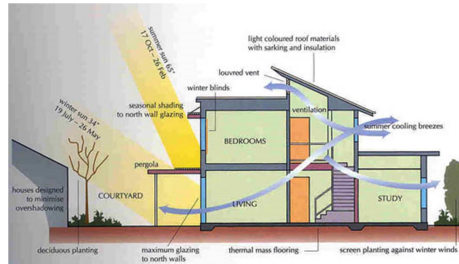 summer sun 65°
17 Oct - 26 Feb
light coloured roof materials
with sarking and insulation
louvred vent
winter blinds
seasonal shading
to north wall glazing
ventilation
summer cooling breezes
winter sun 34°
19 July - 26 May
BEDROOMS
pergola
houses designed
to minimise
overshadowing
COURTYARD
LIVING
STUDY
deciduous planting
maximum glazing
to north walls
thermal mass flooring
screen planting against winter winds